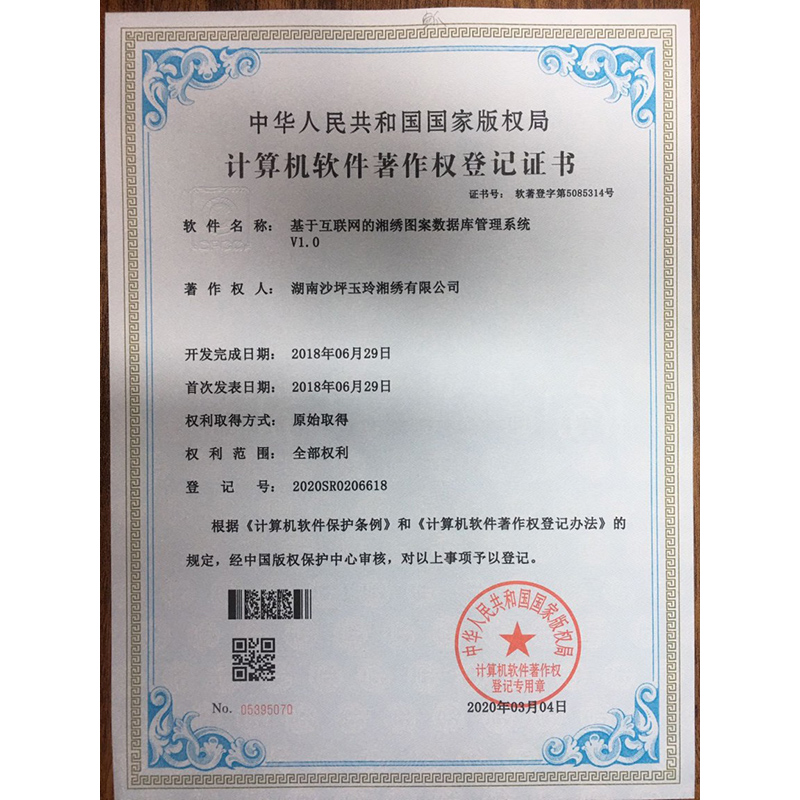 中华人民共和国国家版权局
计算机软件著作权登记证书
证书号: 软著登字第5085314号
软件名称: 基于互联网的湘绣图案数据库管理系统
V1.0
著作权人: 湖南沙坪玉玲湘绣有限公司
开发完成日期: 2018年06月29日
首次发表日期: 2018年06月29日
权利取得方式: 原始取得
权利范围: 全部权利
登记号: 2020SR0206618
根据《计算机软件保护条例》和《计算机软件著作权登记办法》的
规定,经中国版权保护中心审核,对以上事项予以登记。
中华人民共和国国家版权局
计算机软件著作权
登记专用章
No. 05395070
2020年03月04日